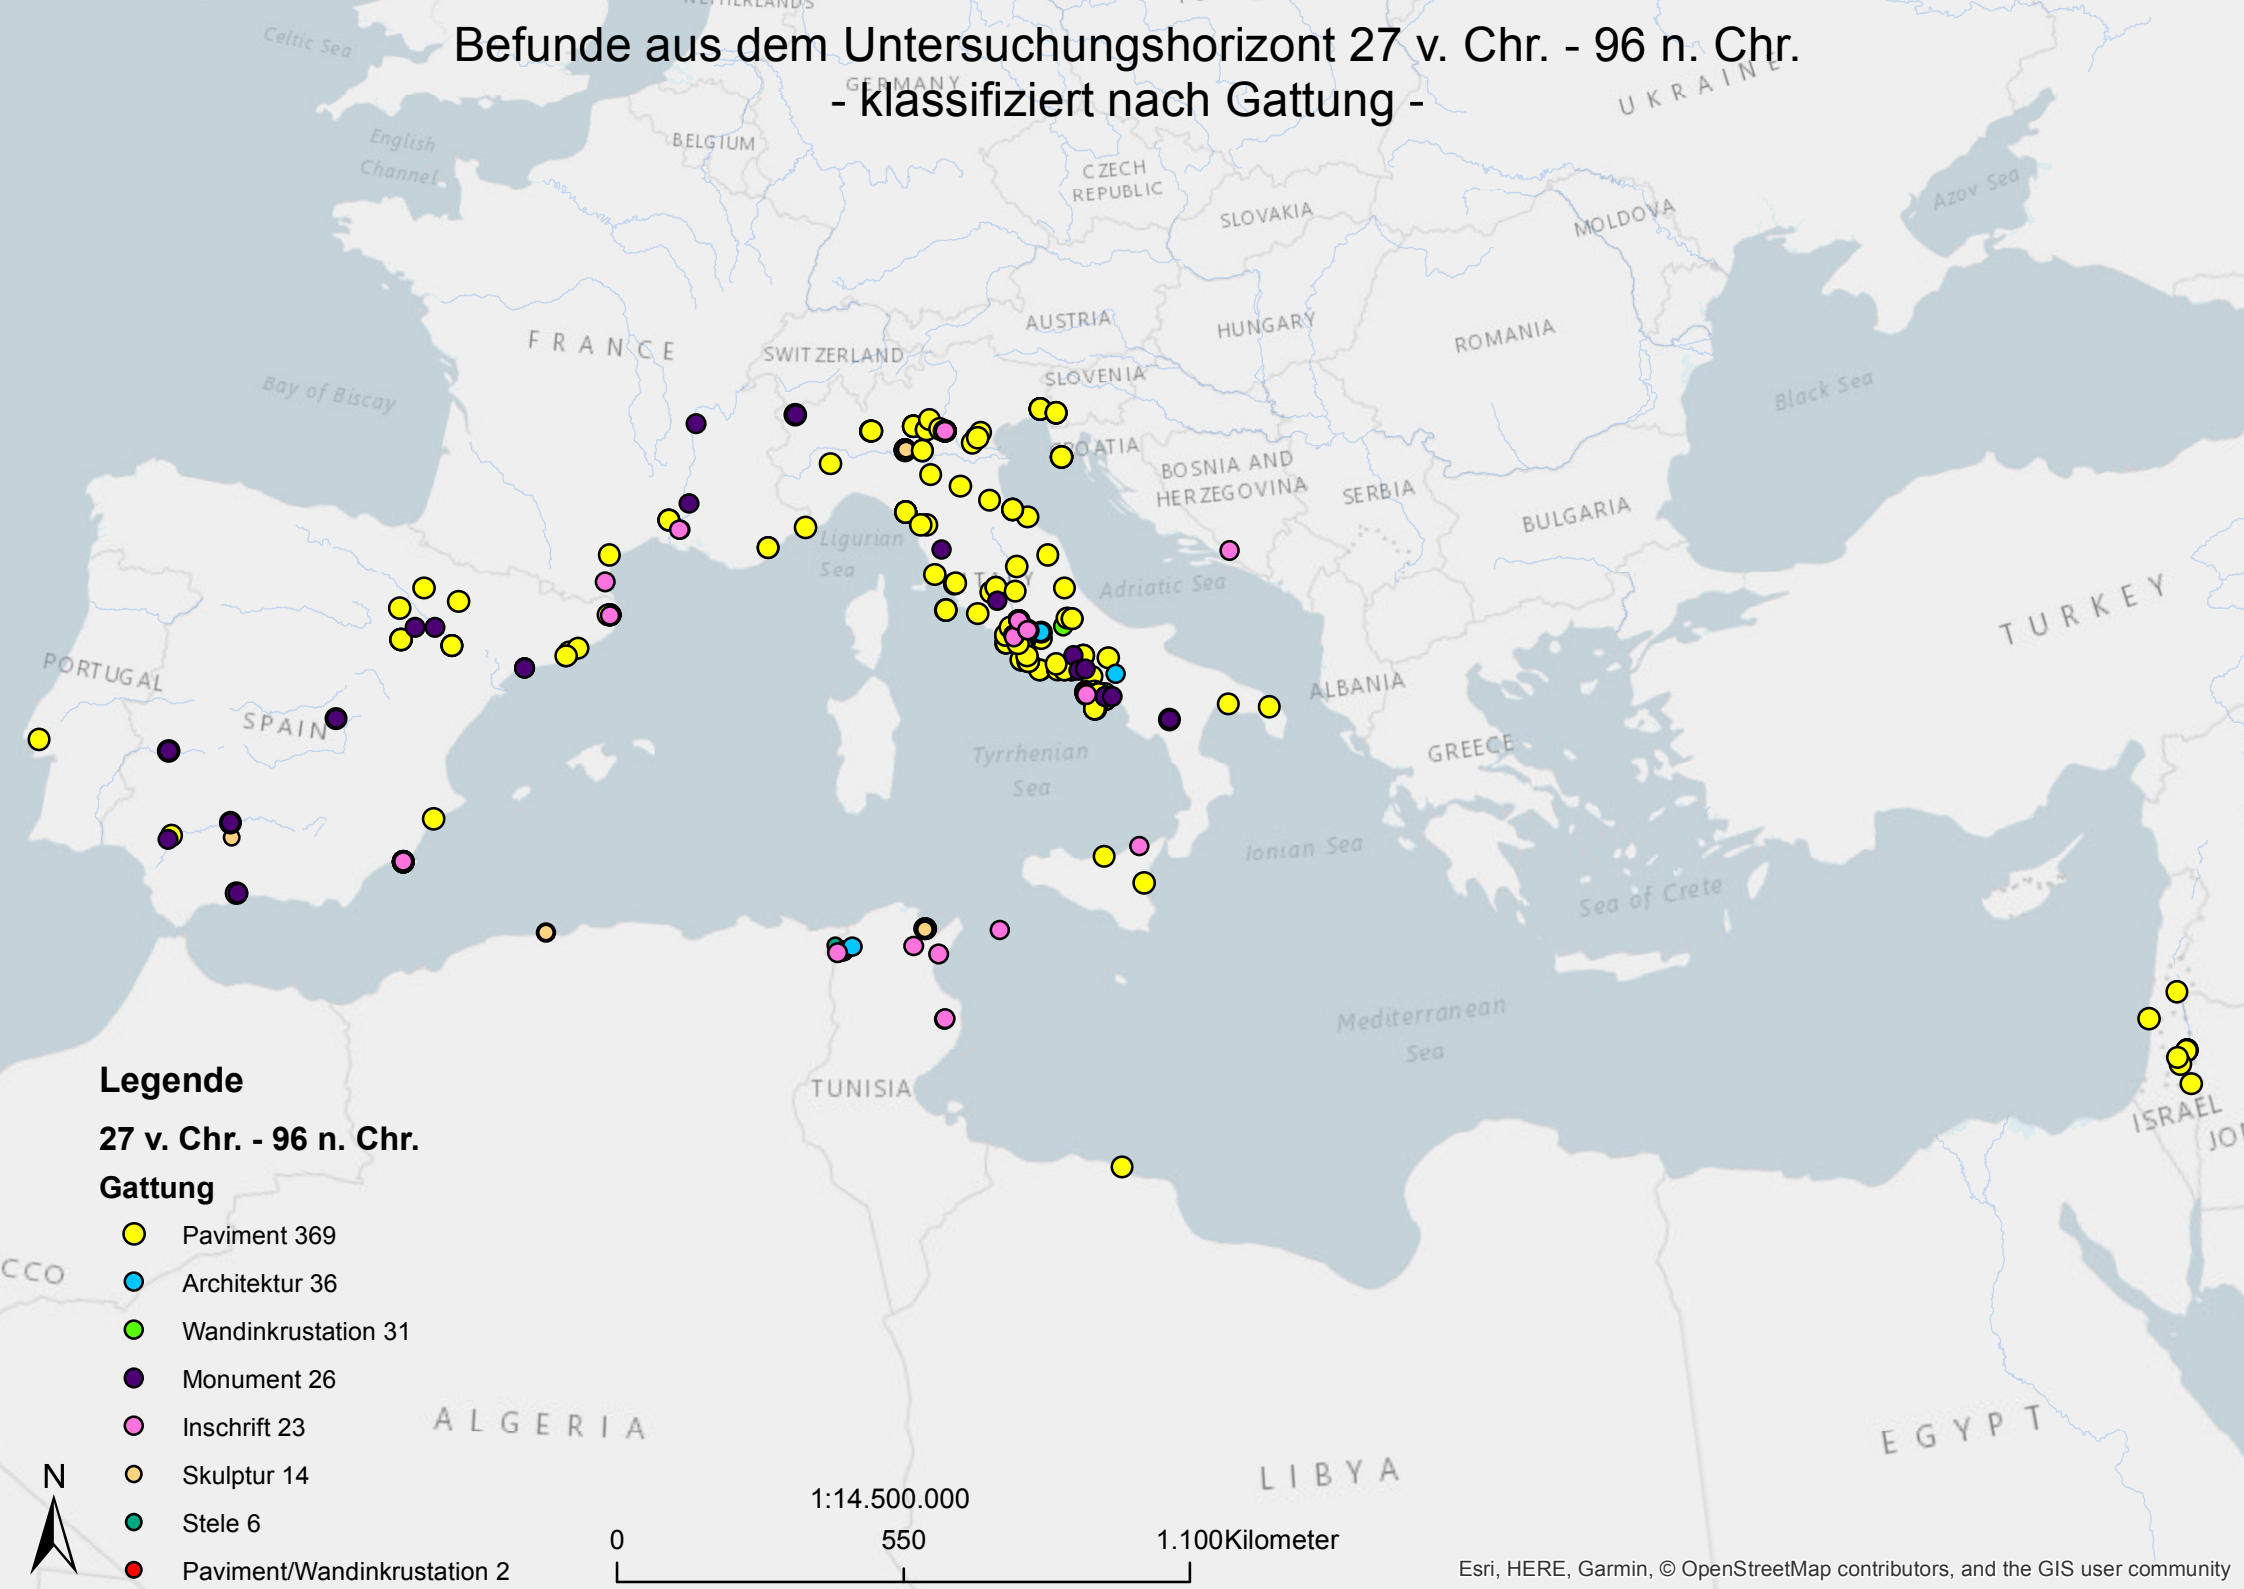 NETHERLANDS
Celtic Sea
Befunde aus dem Untersuchungshorizont 27 v. Chr. - 96 n. Chr.
- klassifiziert nach Gattung -
GERMANY
UKRAINE
English
Channel
BELGIUM
CZECH
REPUBLIC
Azov Sea
SLOVAKIA
MOLDOVA
FRANCE
SWITZERLAND
AUSTRIA
HUNGARY
ROMANIA
SLOVENIA
Bay of Biscay
Black Sea
CROATIA
BOSNIA AND
HERZEGOVINA
SERBIA
BULGARIA
Ligurian
Sea
ITALY
Adriatic Sea
TURKEY
PORTUGAL
SPAIN
ALBANIA
GREECE
Tyrrhenian
Sea
Ionian Sea
Sea of Crete
Mediterranean
Sea
TUNISIA
ISRAEL
JO
CCO
ALGERIA
LIBYA
EGYPT
Legende
27 v. Chr. - 96 n. Chr.
Gattung
Paviment 369
Architektur 36
Wandinkrustation 31
Monument 26
Inschrift 23
Skulptur 14
Stele 6
Paviment/Wandinkrustation 2
N
1:14.500.000
0 550 1.100Kilometer
Esri, HERE, Garmin, © OpenStreetMap contributors, and the GIS user community